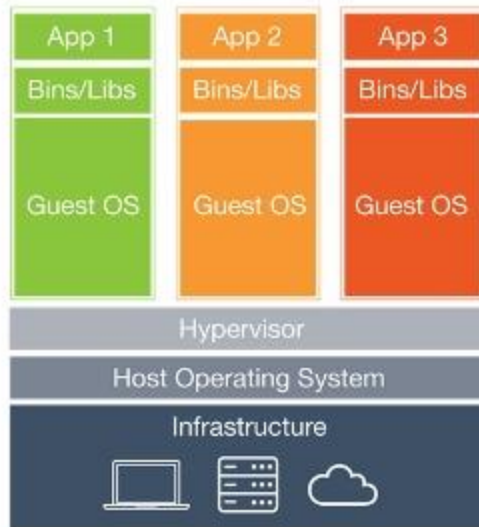 App 1
App 2
App 3
Bins/Libs
Bins/Libs
Bins/Libs
Guest OS
Guest OS
Guest OS
Hypervisor
Host Operating System
Infrastructure